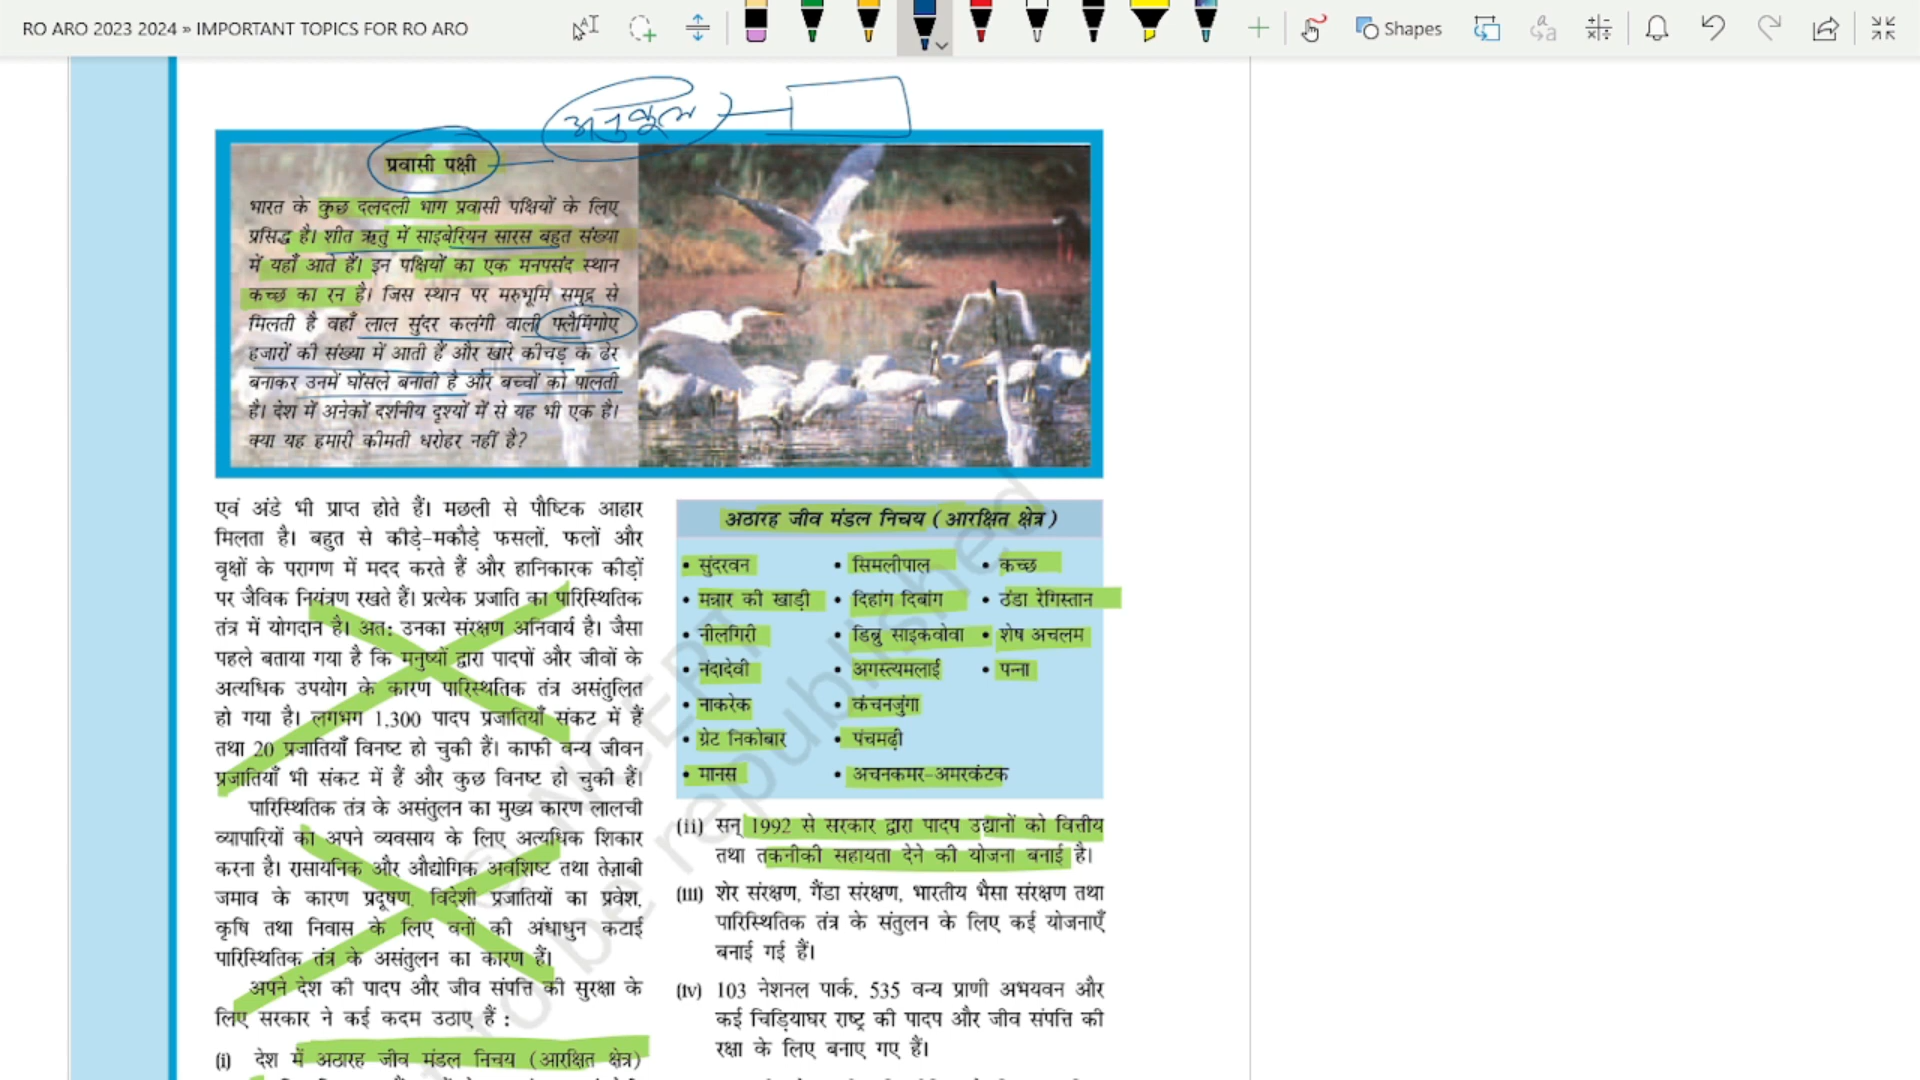 RO ARO 2023 2024 » IMPORTANT TOPICS FOR RO ARO
Shapes
अनुकूल
प्रवासी पक्षी
भारत के कुछ दलदली भाग प्रवासी पक्षियों के लिए
प्रसिद्ध है। शीत ऋतु में साइबेरियन सारस बहुत संख्या
में यहाँ आते हैं। इन पक्षियों का एक मनपसंद स्थान
कच्छ का रन है। जिस स्थान पर मरुभूमि समुद्र से
मिलती है वहाँ लाल सुंदर कलंगी वाली फ्लैमिंगोए
हजारों की संख्या में आती हैं और खारे कीचड़ के ढेर
बनाकर उनमें घोंसले बनाती है और बच्चों को पालती
है। देश में अनेकों दर्शनीय दृश्यों में से यह भी एक है।
क्या यह हमारी कीमती धरोहर नहीं है?
एवं अंडे भी प्राप्त होते हैं। मछली से पौष्टिक आहार
मिलता है। बहुत से कीड़े-मकौड़े फसलों, फलों और
वृक्षों के परागण में मदद करते हैं और हानिकारक कीड़ों
पर जैविक नियंत्रण रखते हैं। प्रत्येक प्रजाति का पारिस्थितिक
तंत्र में योगदान है। अत: उनका संरक्षण अनिवार्य है। जैसा
पहले बताया गया है कि मनुष्यों द्वारा पादपों और जीवों के
अत्यधिक उपयोग के कारण पारिस्थतिक तंत्र असंतुलित
हो गया है। लगभग 1,300 पादप प्रजातियाँ संकट में हैं
तथा 20 प्रजातियाँ विनष्ट हो चुकी हैं। काफी वन्य जीवन
प्रजातियाँ भी संकट में हैं और कुछ विनष्ट हो चुकी हैं।
पारिस्थितिक तंत्र के असंतुलन का मुख्य कारण लालची
व्यापारियों का अपने व्यवसाय के लिए अत्यधिक शिकार
करना है। रासायनिक और औद्योगिक अवशिष्ट तथा तेज़ाबी
जमाव के कारण प्रदूषण, विदेशी प्रजातियों का प्रवेश,
कृषि तथा निवास के लिए वनों की अंधाधुन कटाई
पारिस्थितिक तंत्र के असंतुलन का कारण हैं।
अपने देश की पादप और जीव संपत्ति की सुरक्षा के
लिए सरकार ने कई कदम उठाए हैं :
(i) देश में अठारह जीव मंडल निचय (आरक्षित क्षेत्र)
अठारह जीव मंडल निचय (आरक्षित क्षेत्र)
• सुंदरवन • सिमलीपाल • कच्छ
• मन्नार की खाड़ी • दिहांग दिबांग • ठंडा रेगिस्तान
• नीलगिरी • डिब्रु साइकवोवा • शेष अचलम
• नंदादेवी • अगस्त्यमलाई • पन्ना
• नाकरेक • कंचनजुंगा
• ग्रेट निकोबार • पंचमढ़ी
• मानस • अचनकमर-अमरकंटक
(ii) सन् 1992 से सरकार द्वारा पादप उद्यानों को वित्तीय
तथा तकनीकी सहायता देने की योजना बनाई है।
(iii) शेर संरक्षण, गैंडा संरक्षण, भारतीय भैसा संरक्षण तथा
पारिस्थितिक तंत्र के संतुलन के लिए कई योजनाएँ
बनाई गई हैं।
(iv) 103 नेशनल पार्क, 535 वन्य प्राणी अभयवन और
कई चिड़ियाघर राष्ट्र की पादप और जीव संपत्ति की
रक्षा के लिए बनाए गए हैं।